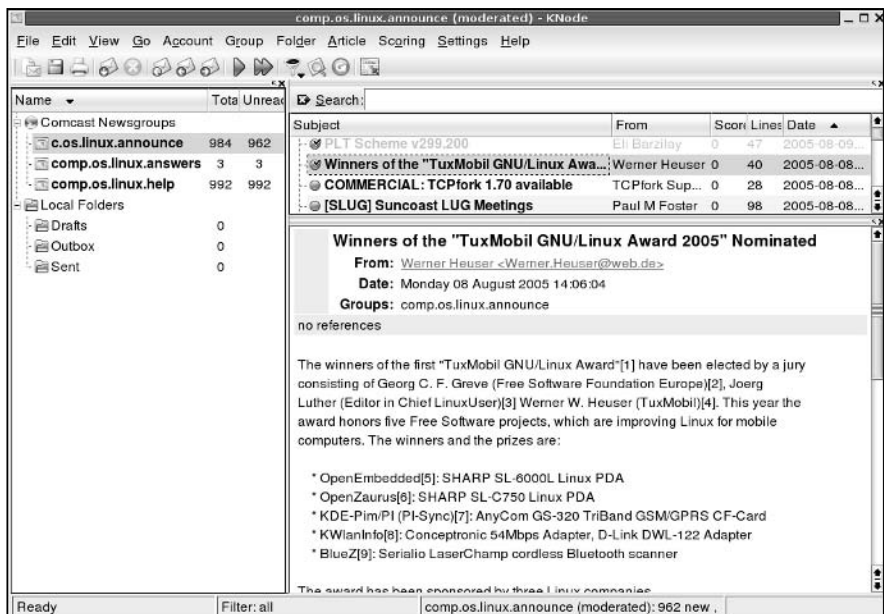 comp.os.linux.announce (moderated) - KNode
File Edit View Go Account Group Folder Article Scoring Settings Help
Name Tota Unread
Comcast Newsgroups
c.os.linux.announce 984 962
comp.os.linux.answers 3 3
comp.os.linux.help 992 992
Local Folders
Drafts 0
Outbox 0
Sent 0
Search:
Subject From Score Lines Date
PLT Scheme v299.200 Eli Barzilay 0 47 2005-08-09...
Winners of the "TuxMobil GNU/Linux Awa... Werner Heuser 0 40 2005-08-08...
COMMERCIAL: TCPfork 1.70 available TCPfork Sup... 0 28 2005-08-08...
[SLUG] Suncoast LUG Meetings Paul M Foster 0 98 2005-08-08...
Winners of the "TuxMobil GNU/Linux Award 2005" Nominated
From: Werner Heuser <Werner.Heuser@web.de>
Date: Monday 08 August 2005 14:06:04
Groups: comp.os.linux.announce
no references
The winners of the first "TuxMobil GNU/Linux Award"[1] have been elected by a jury
consisting of Georg C. F. Greve (Free Software Foundation Europe)[2], Joerg
Luther (Editor in Chief LinuxUser)[3] Werner W. Heuser (TuxMobil)[4]. This year the
award honors five Free Software projects, which are improving Linux for mobile
computers. The winners and the prizes are:
* OpenEmbedded[5]: SHARP SL-6000L Linux PDA
* OpenZaurus[6]: SHARP SL-C750 Linux PDA
* KDE-Pim/PI (PI-Sync)[7]: AnyCom GS-320 TriBand GSM/GPRS CF-Card
* KWlanInfo[8]: Conceptronic 54Mbps Adapter, D-Link DWL-122 Adapter
* BlueZ[9]: Serialio LaserChamp cordless Bluetooth scanner
The award has been sponsored by three Linux companies
Ready Filter: all comp.os.linux.announce (moderated): 962 new ,